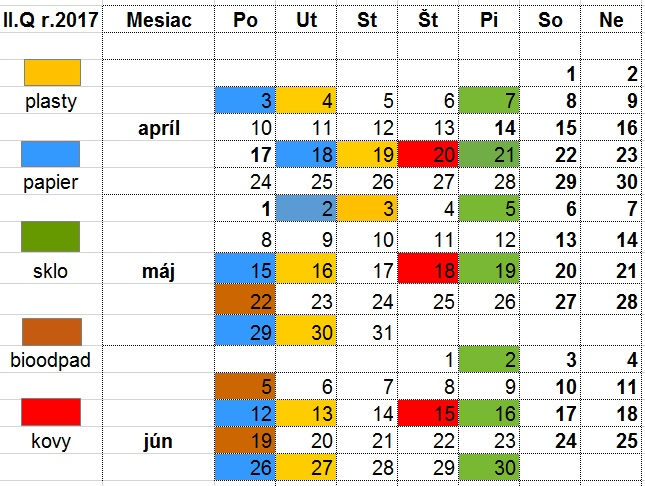 II.Q r.2017 Mesiac Po Ut St Št Pi So Ne
1 2
plasty 3 4 5 6 7 8 9
apríl 10 11 12 13 14 15 16
17 18 19 20 21 22 23
papier 24 25 26 27 28 29 30
1 2 3 4 5 6 7
8 9 10 11 12 13 14
sklo máj 15 16 17 18 19 20 21
22 23 24 25 26 27 28
29 30 31
bioodpad 1 2 3 4
5 6 7 8 9 10 11
12 13 14 15 16 17 18
kovy jún 19 20 21 22 23 24 25
26 27 28 29 30